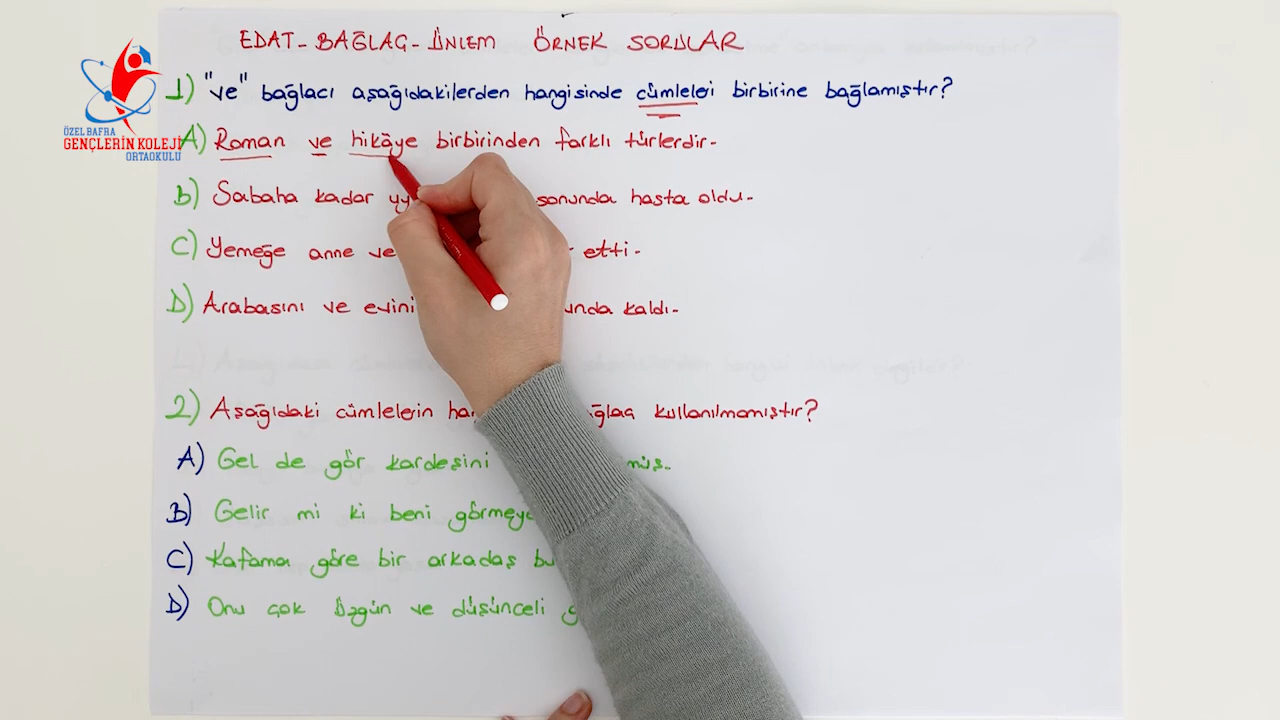 EDAT-BAĞLAÇ-ÜNLEM ÖRNEK SORULAR
ÖZEL BAFRA
GENÇLERİN KOLEJİ
ORTAOKULU
1) "ve" bağlacı aşağıdakilerden hangisinde cümleleri birbirine bağlamıştır?
A) Roman ve hikâye birbirinden farklı türlerdir.
B) Sabaha kadar sonunda hasta oldu.
C) Yemeğe anne ve etti.
D) Arabasını ve evini kaldı.
2) Aşağıdaki cümlelerin kullanılmamıştır?
A) Gel de gör kardeşini
B) Gelir mi ki beni
C) Kafama göre bir arkadaş
D) Onu çok üzgün ve düşünceli